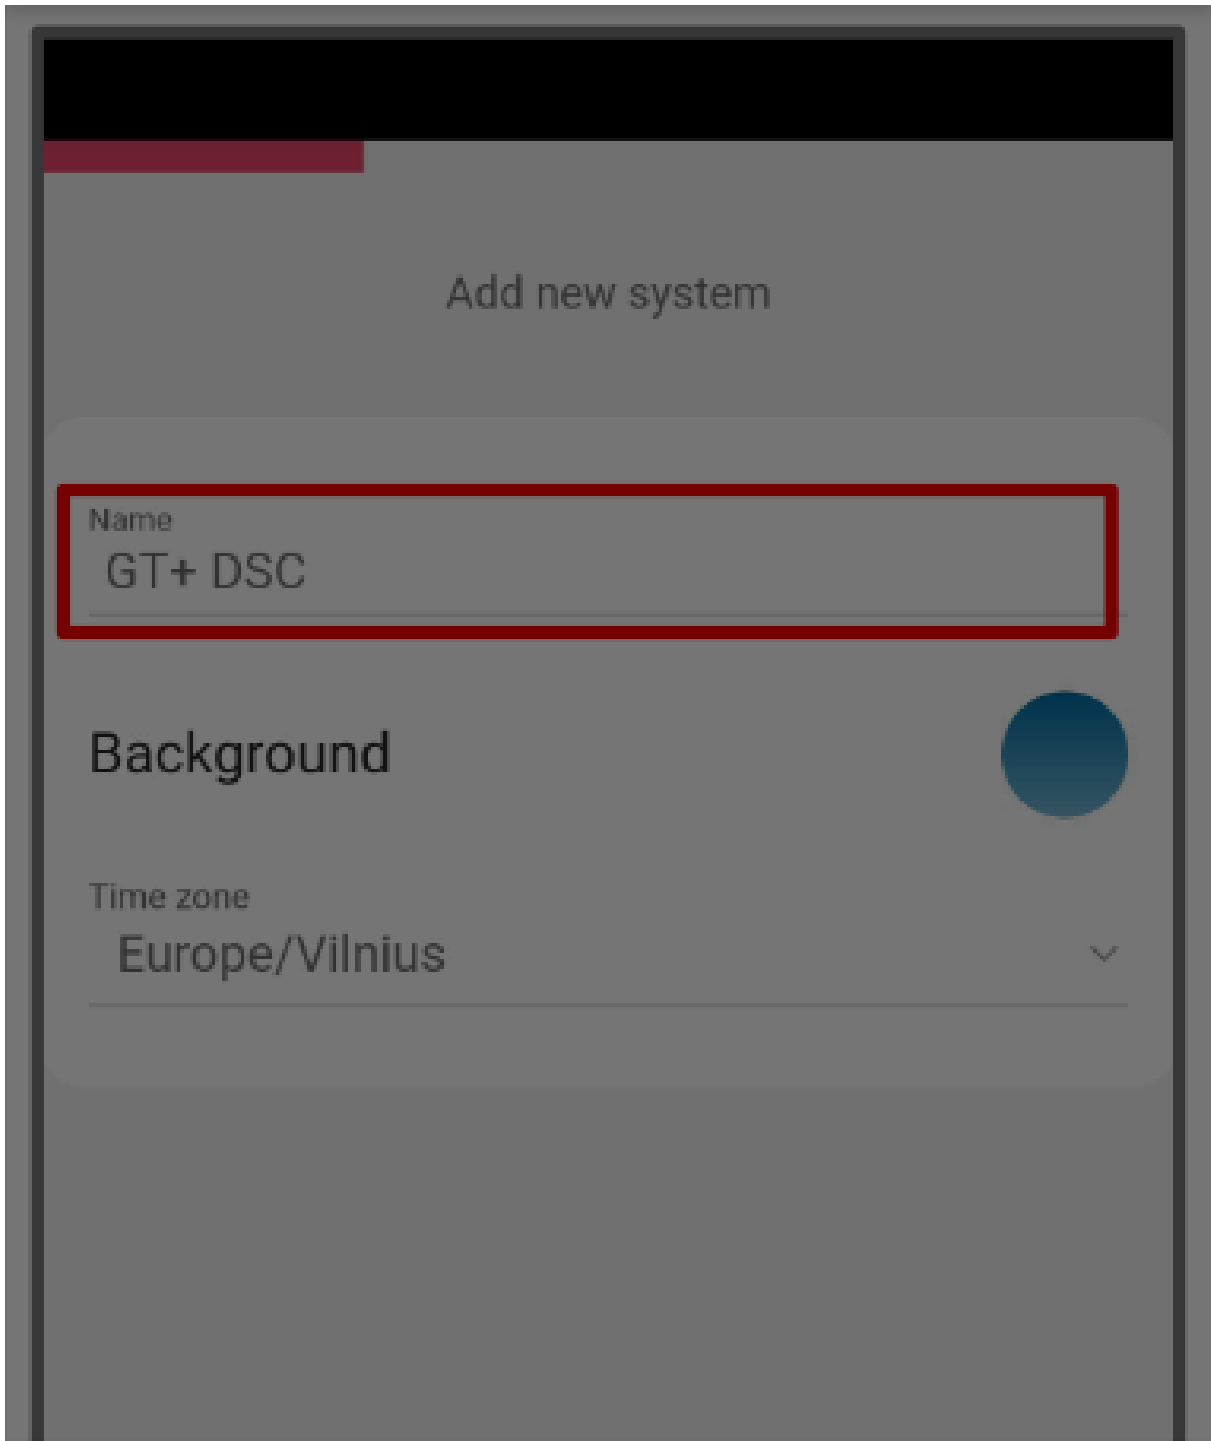 Add new system
Name
GT+ DSC
Background
Time zone
Europe/Vilnius